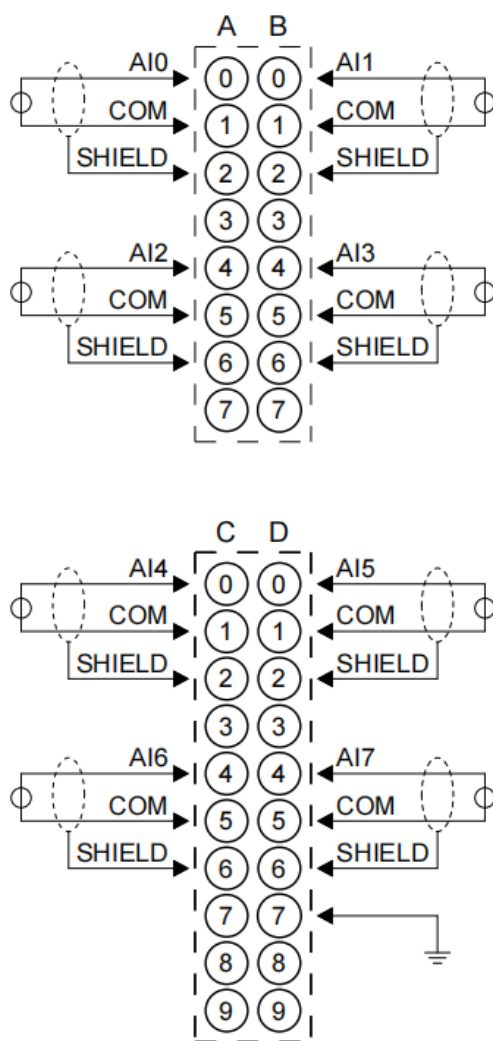 A B
AI0 0 0 AI1
COM 1 1 COM
SHIELD 2 2 SHIELD
3 3
AI2 4 4 AI3
COM 5 5 COM
SHIELD 6 6 SHIELD
7 7
C D
AI4 0 0 AI5
COM 1 1 COM
SHIELD 2 2 SHIELD
3 3
AI6 4 4 AI7
COM 5 5 COM
SHIELD 6 6 SHIELD
7 7
8 8
9 9